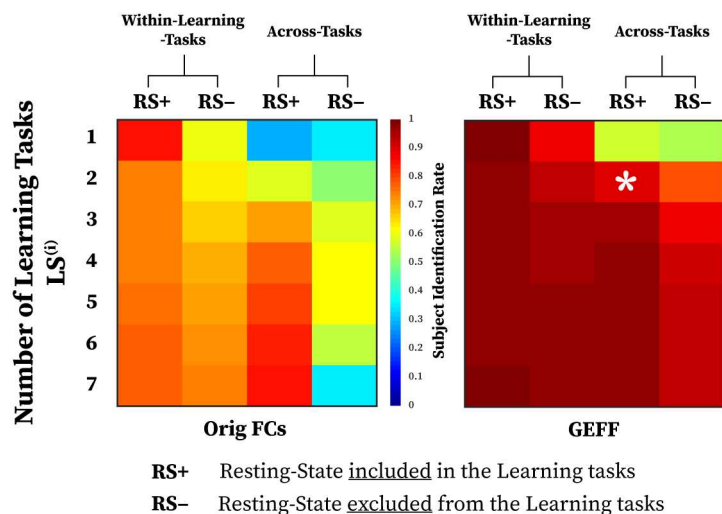 Within-Learning
-Tasks
Across-Tasks
Within-Learning
-Tasks
Across-Tasks
RS+ RS− RS+ RS−
RS+ RS− RS+ RS−
Number of Learning Tasks
LS(i)
1
2
3
4
5
6
7
1
0.9
0.8
0.7
0.6
0.5
0.4
0.3
0.2
0.1
0
Subject Identification Rate
*
Orig FCs
GEFF
RS+ Resting-State included in the Learning tasks
RS− Resting-State excluded from the Learning tasks